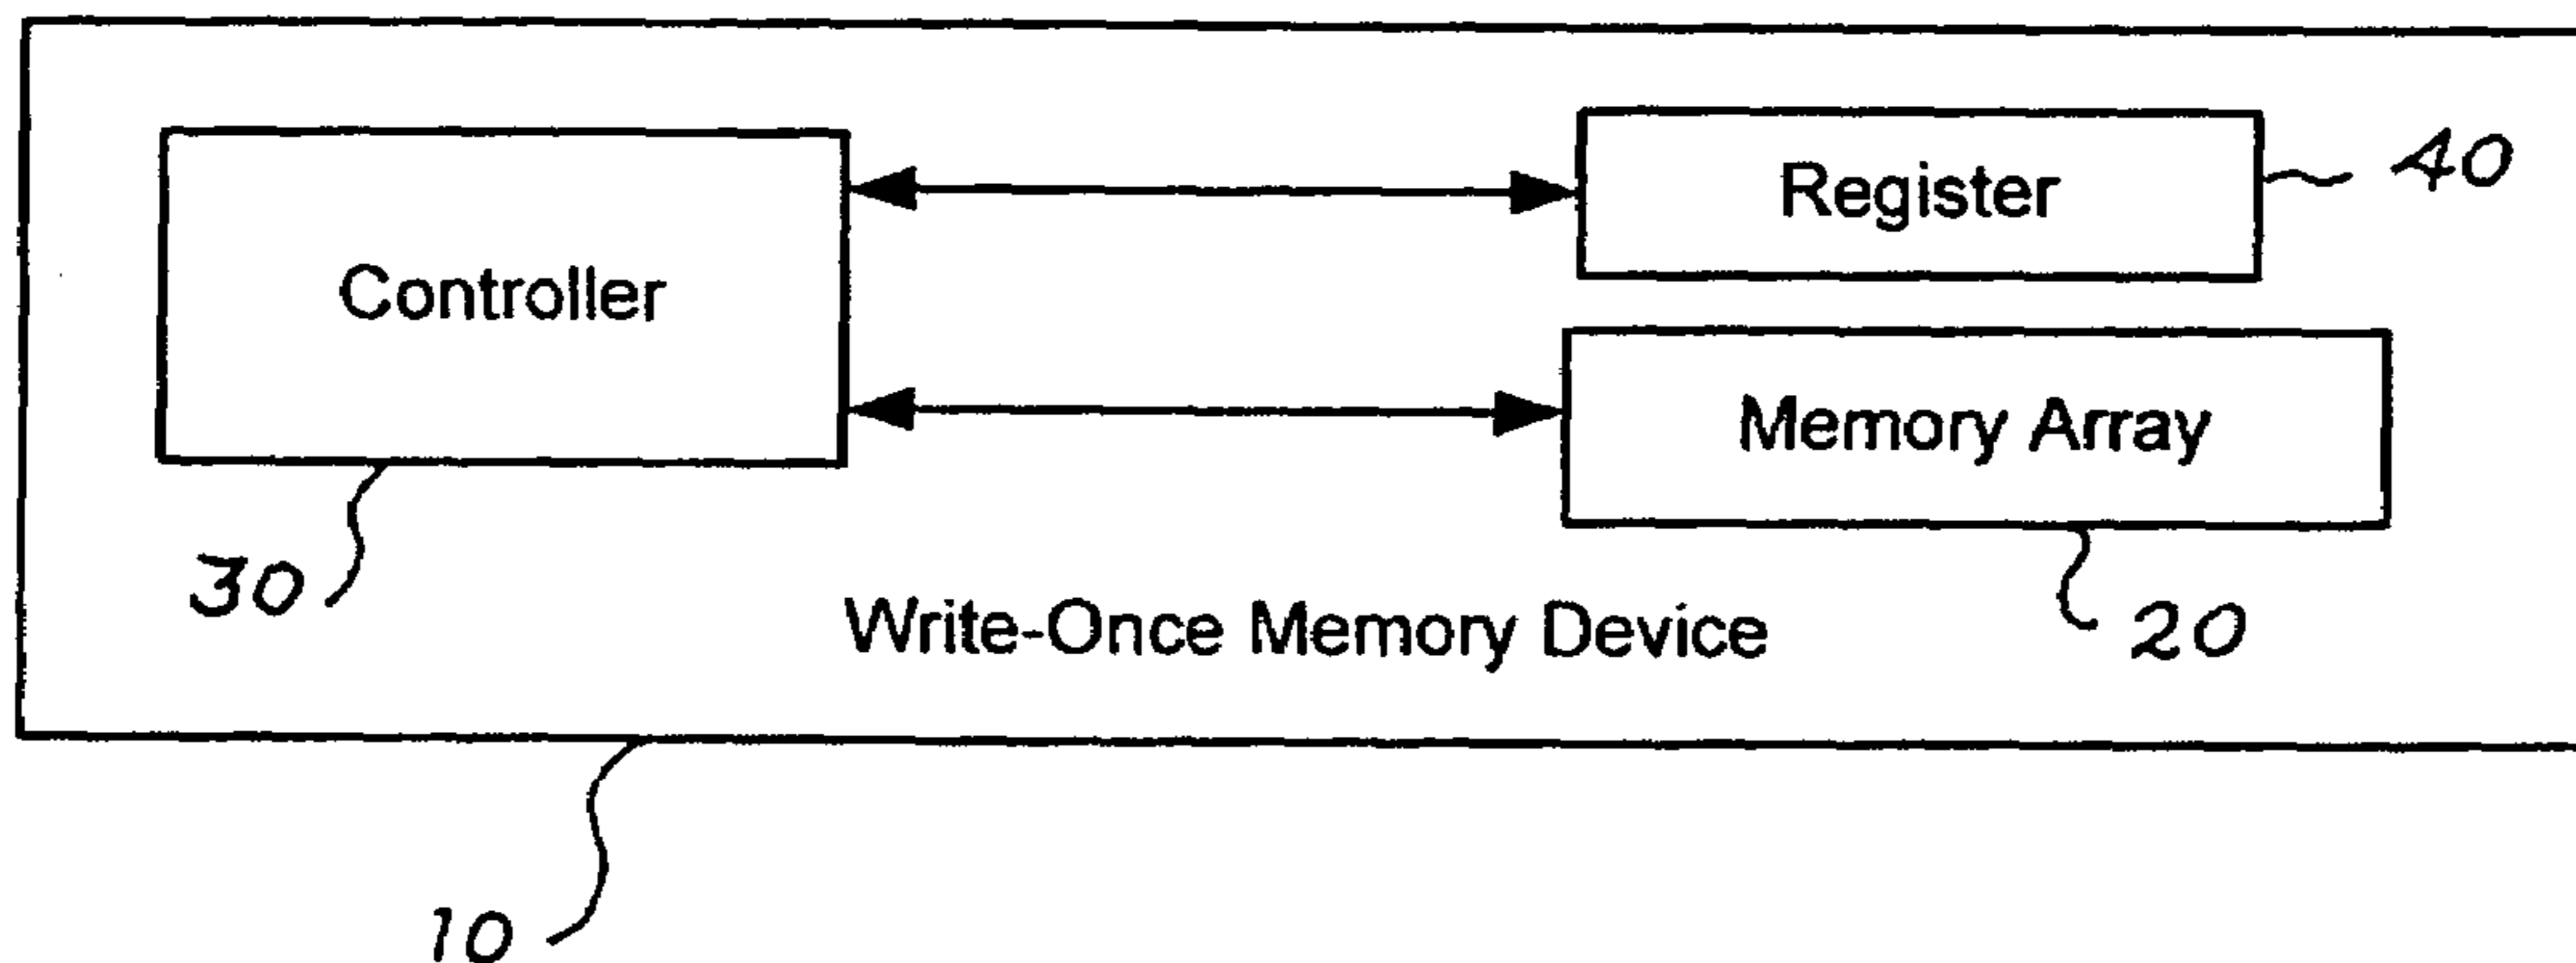 Register
40
Controller
Memory Array
30
Write-Once Memory Device
20
10